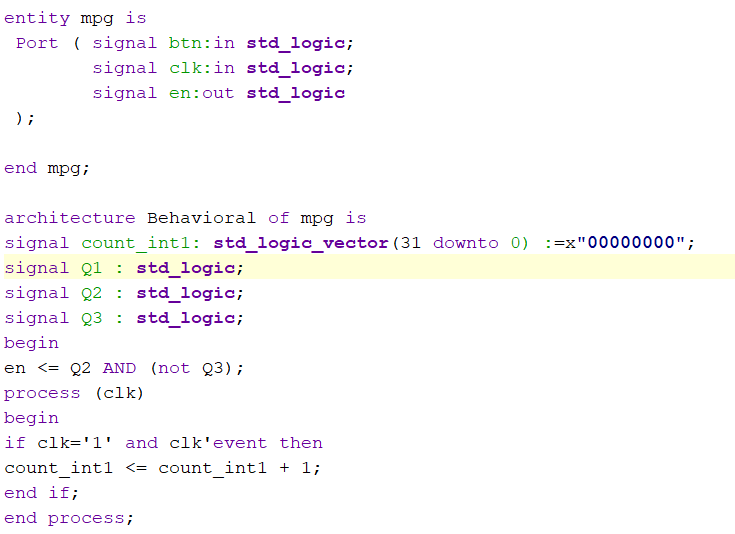 entity mpg is
Port ( signal btn:in std_logic;
signal clk:in std_logic;
signal en:out std_logic
);
end mpg;
architecture Behavioral of mpg is
signal count_int1: std_logic_vector(31 downto 0) :=x"00000000";
signal Q1 : std_logic;
signal Q2 : std_logic;
signal Q3 : std_logic;
begin
en <= Q2 AND (not Q3);
process (clk)
begin
if clk='1' and clk'event then
count_int1 <= count_int1 + 1;
end if;
end process;